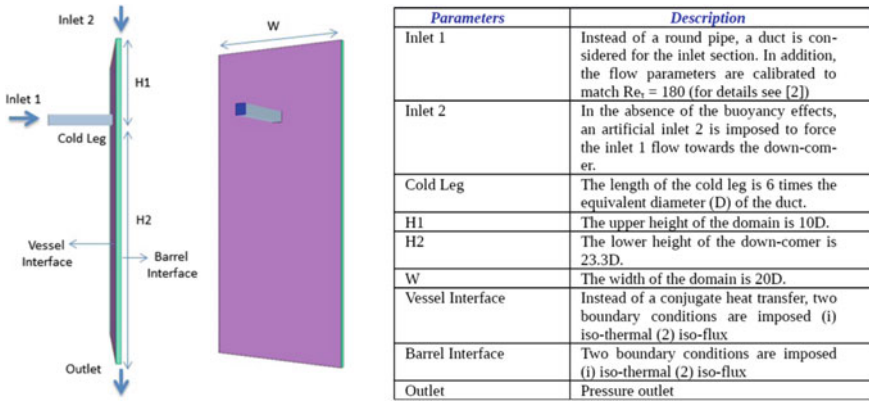 Inlet 2
W
H1
Inlet 1
Cold Leg
H2
Vessel
Interface
Barrel
Interface
Outlet
Parameters Description
Inlet 1 Instead of a round pipe, a duct is con-
sidered for the inlet section. In addition,
the flow parameters are calibrated to
match Reτ = 180 (for details see [2])
Inlet 2 In the absence of the buoyancy effects,
an artificial inlet 2 is imposed to force
the inlet 1 flow towards the down-com-
er.
Cold Leg The length of the cold leg is 6 times the
equivalent diameter (D) of the duct.
H1 The upper height of the domain is 10D.
H2 The lower height of the down-comer is
23.3D.
W The width of the domain is 20D.
Vessel Interface Instead of a conjugate heat transfer, two
boundary conditions are imposed (i)
iso-thermal (2) iso-flux
Barrel Interface Two boundary conditions are imposed
(i) iso-thermal (2) iso-flux
Outlet Pressure outlet